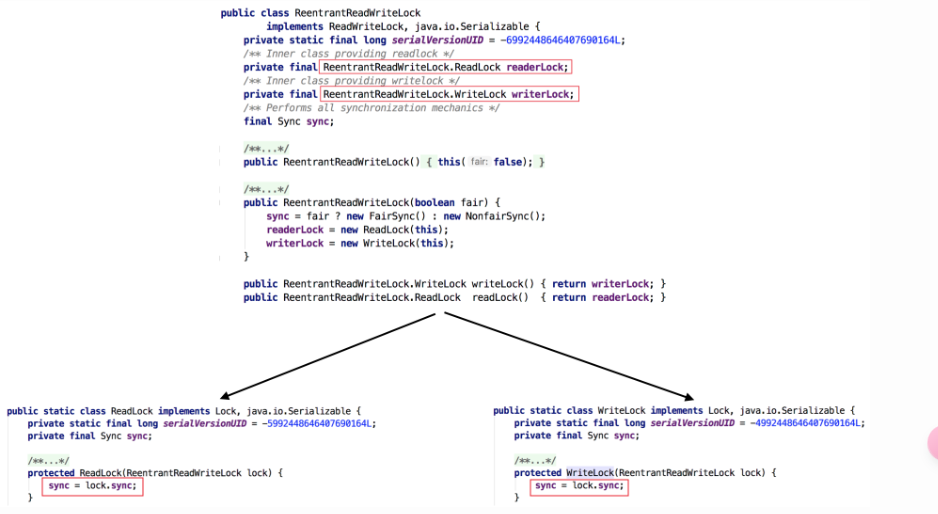 public class ReentrantReadWriteLock
implements ReadWriteLock, java.io.Serializable {
private static final long serialVersionUID = -6992448646407690164L;
/** Inner class providing readlock */
private final ReentrantReadWriteLock.ReadLock readerLock;
/** Inner class providing writelock */
private final ReentrantReadWriteLock.WriteLock writerLock;
/** Performs all synchronization mechanics */
final Sync sync;
/**...*/
public ReentrantReadWriteLock() { this( fair: false); }
/**...*/
public ReentrantReadWriteLock(boolean fair) {
sync = fair ? new FairSync() : new NonfairSync();
readerLock = new ReadLock(this);
writerLock = new WriteLock(this);
}
public ReentrantReadWriteLock.WriteLock writeLock() { return writerLock; }
public ReentrantReadWriteLock.ReadLock readLock() { return readerLock; }
public static class ReadLock implements Lock, java.io.Serializable {
private static final long serialVersionUID = -5992448646407690164L;
private final Sync sync;
/**...*/
protected ReadLock(ReentrantReadWriteLock lock) {
sync = lock.sync;
}
public static class WriteLock implements Lock, java.io.Serializable {
private static final long serialVersionUID = -4992448646407690164L;
private final Sync sync;
/**...*/
protected WriteLock(ReentrantReadWriteLock lock) {
sync = lock.sync;
}